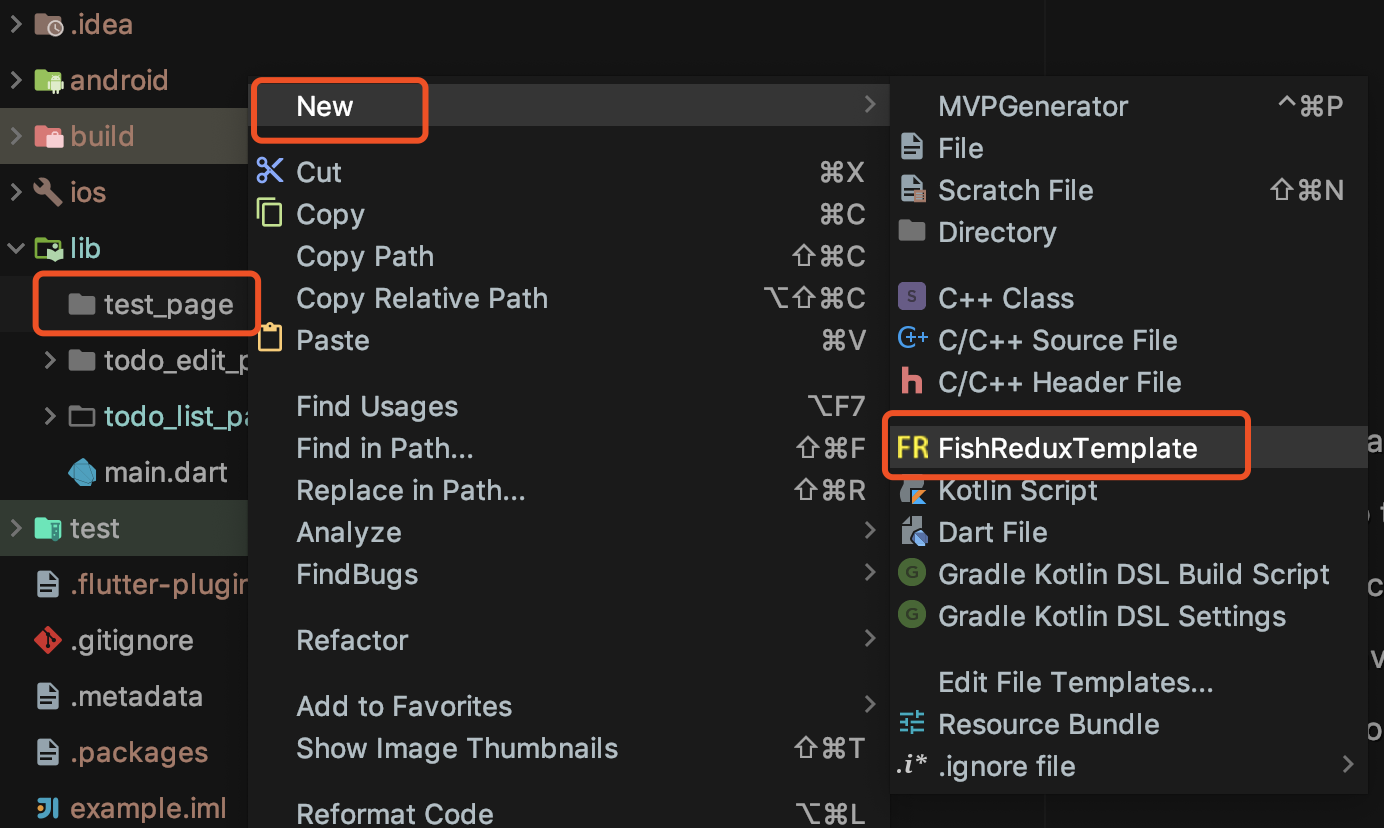 .idea
android
build
ios
lib
test_page
todo_edit_p
todo_list_pa
main.dart
test
.flutter-plugin
.gitignore
.metadata
.packages
example.iml
New
Cut ⌘X
Copy ⌘C
Copy Path ⇧⌘C
Copy Relative Path ⌥⇧⌘C
Paste ⌘V
Find Usages ⌥F7
Find in Path... ⇧⌘F
Replace in Path... ⇧⌘R
Analyze
FindBugs
Refactor
Add to Favorites
Show Image Thumbnails ⇧⌘T
Reformat Code ⌥⌘L
MVPGenerator ^⌘P
File
Scratch File ⇧⌘N
Directory
S C++ Class
C++ C/C++ Source File
h C/C++ Header File
FR FishReduxTemplate
Kotlin Script
Dart File
G Gradle Kotlin DSL Build Script
G Gradle Kotlin DSL Settings
Edit File Templates...
Resource Bundle
.i* .ignore file